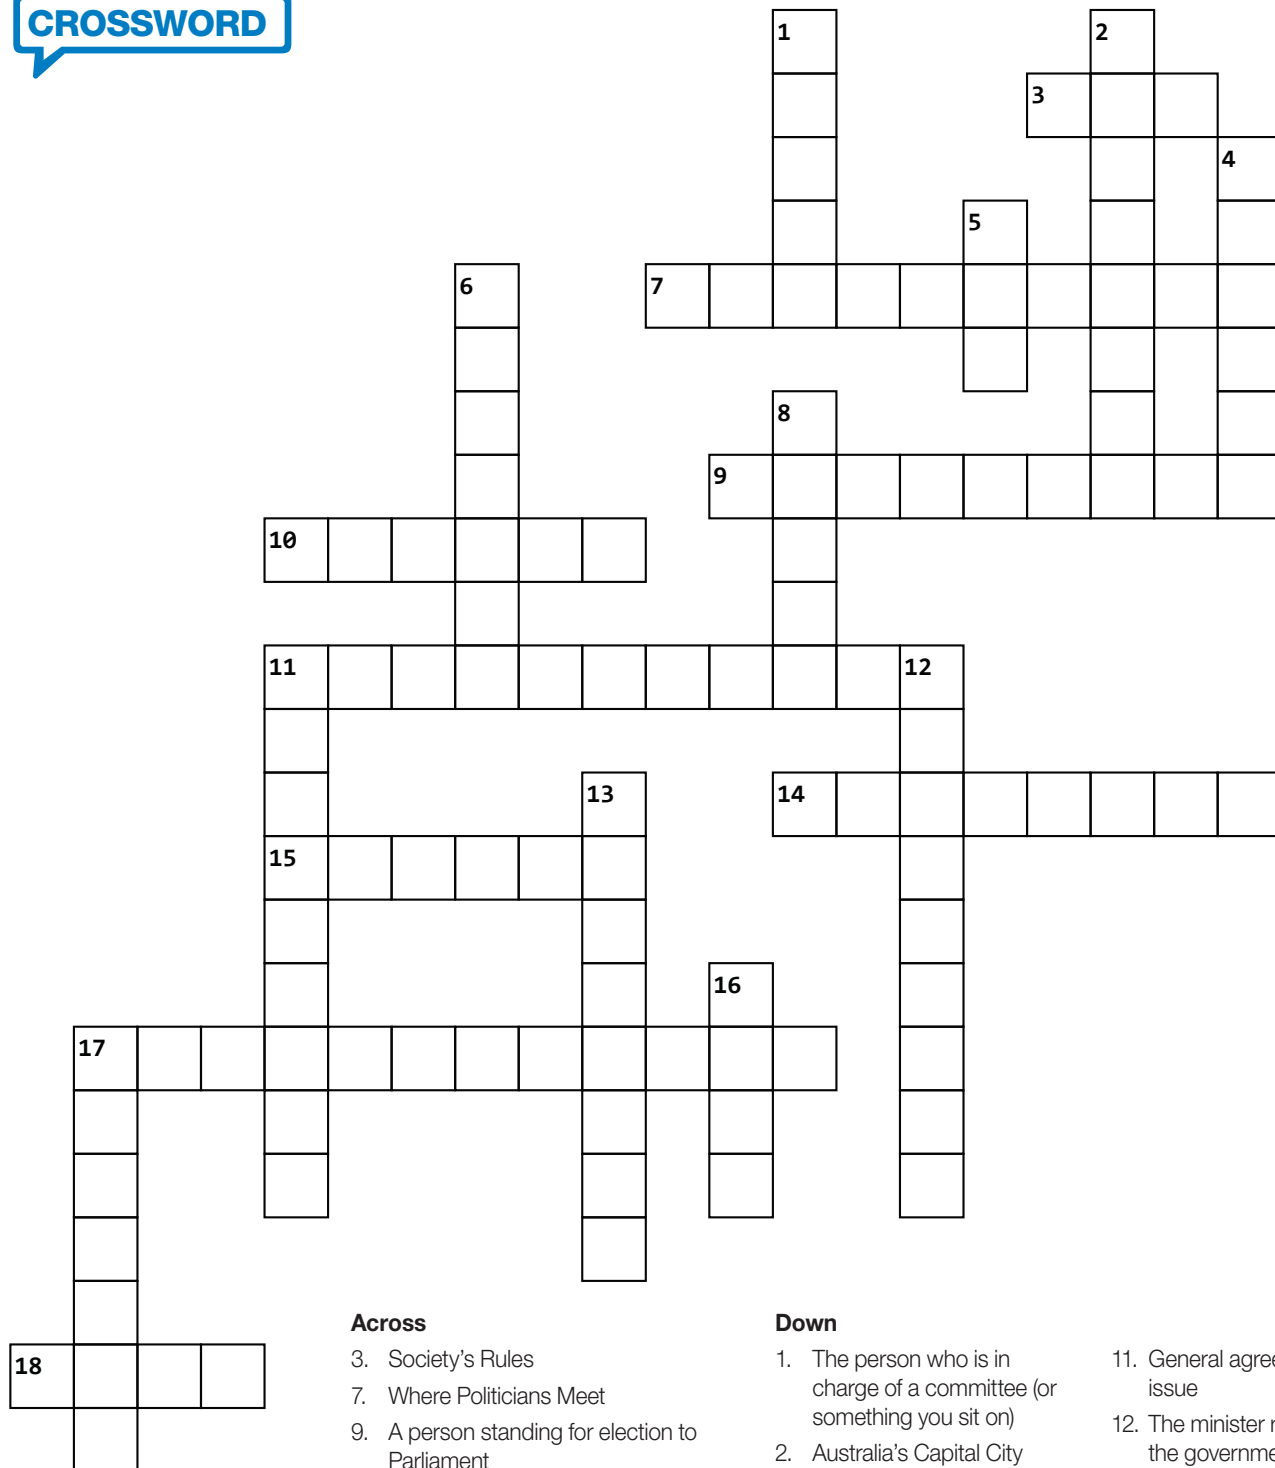 CROSSWORD
1
2
3
4
5
6
7
8
9
10
11
12
13
14
15
16
17
18
Across
3. Society's Rules
7. Where Politicians Meet
9. A person standing for election to
Parliament
Down
1. The person who is in
charge of a committee (or
something you sit on)
2. Australia's Capital City
11. General
issue
12. The minister
the